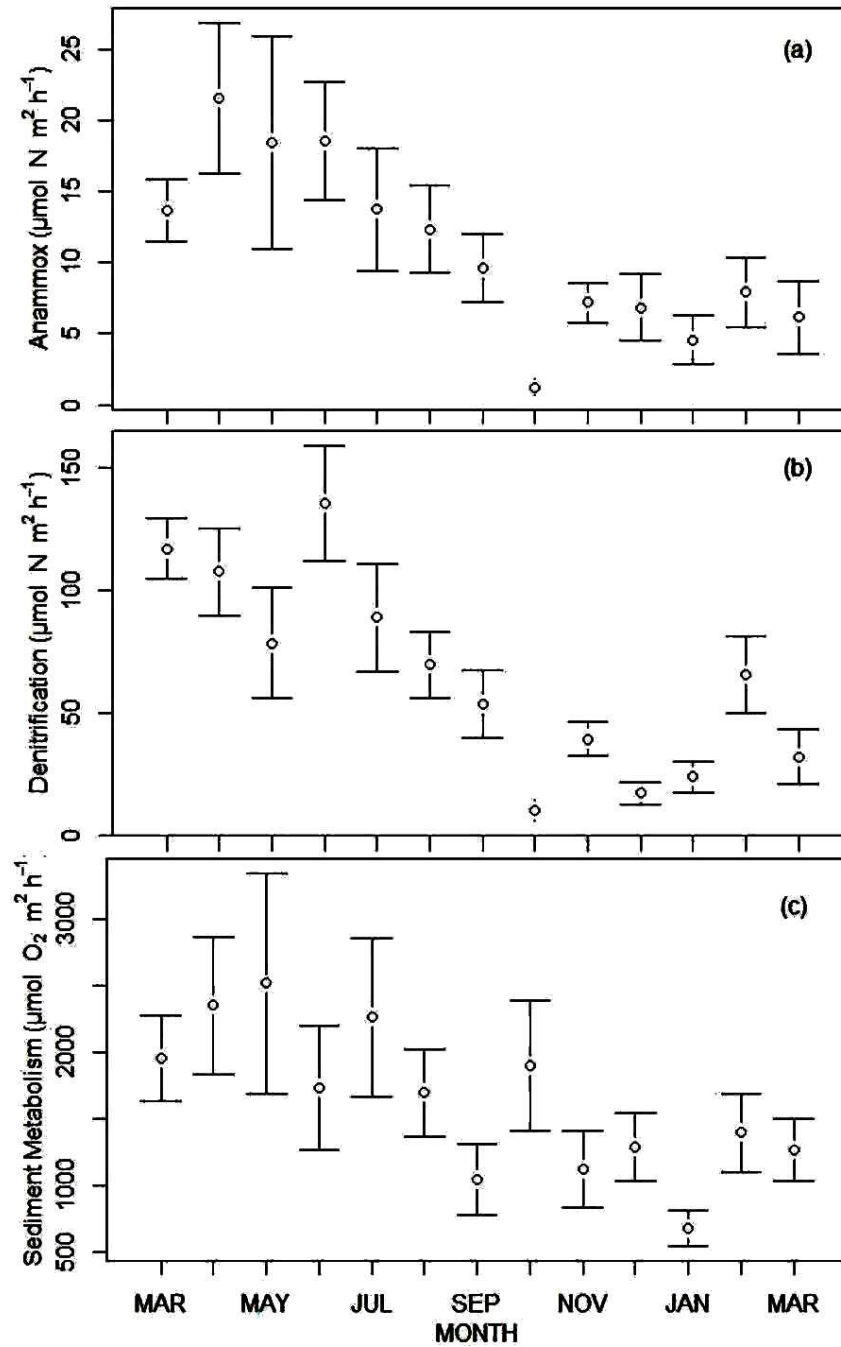 (a)
Anammox (μmol N m² h⁻¹)
25
20
15
10
5
0
(b)
Denitrification (μmol N m² h⁻¹)
150
100
50
0
(c)
Sediment Metabolism (μmol O₂ m² h⁻¹
3000
2000
1000
500
MAR MAY JUL SEP NOV JAN MAR
MONTH